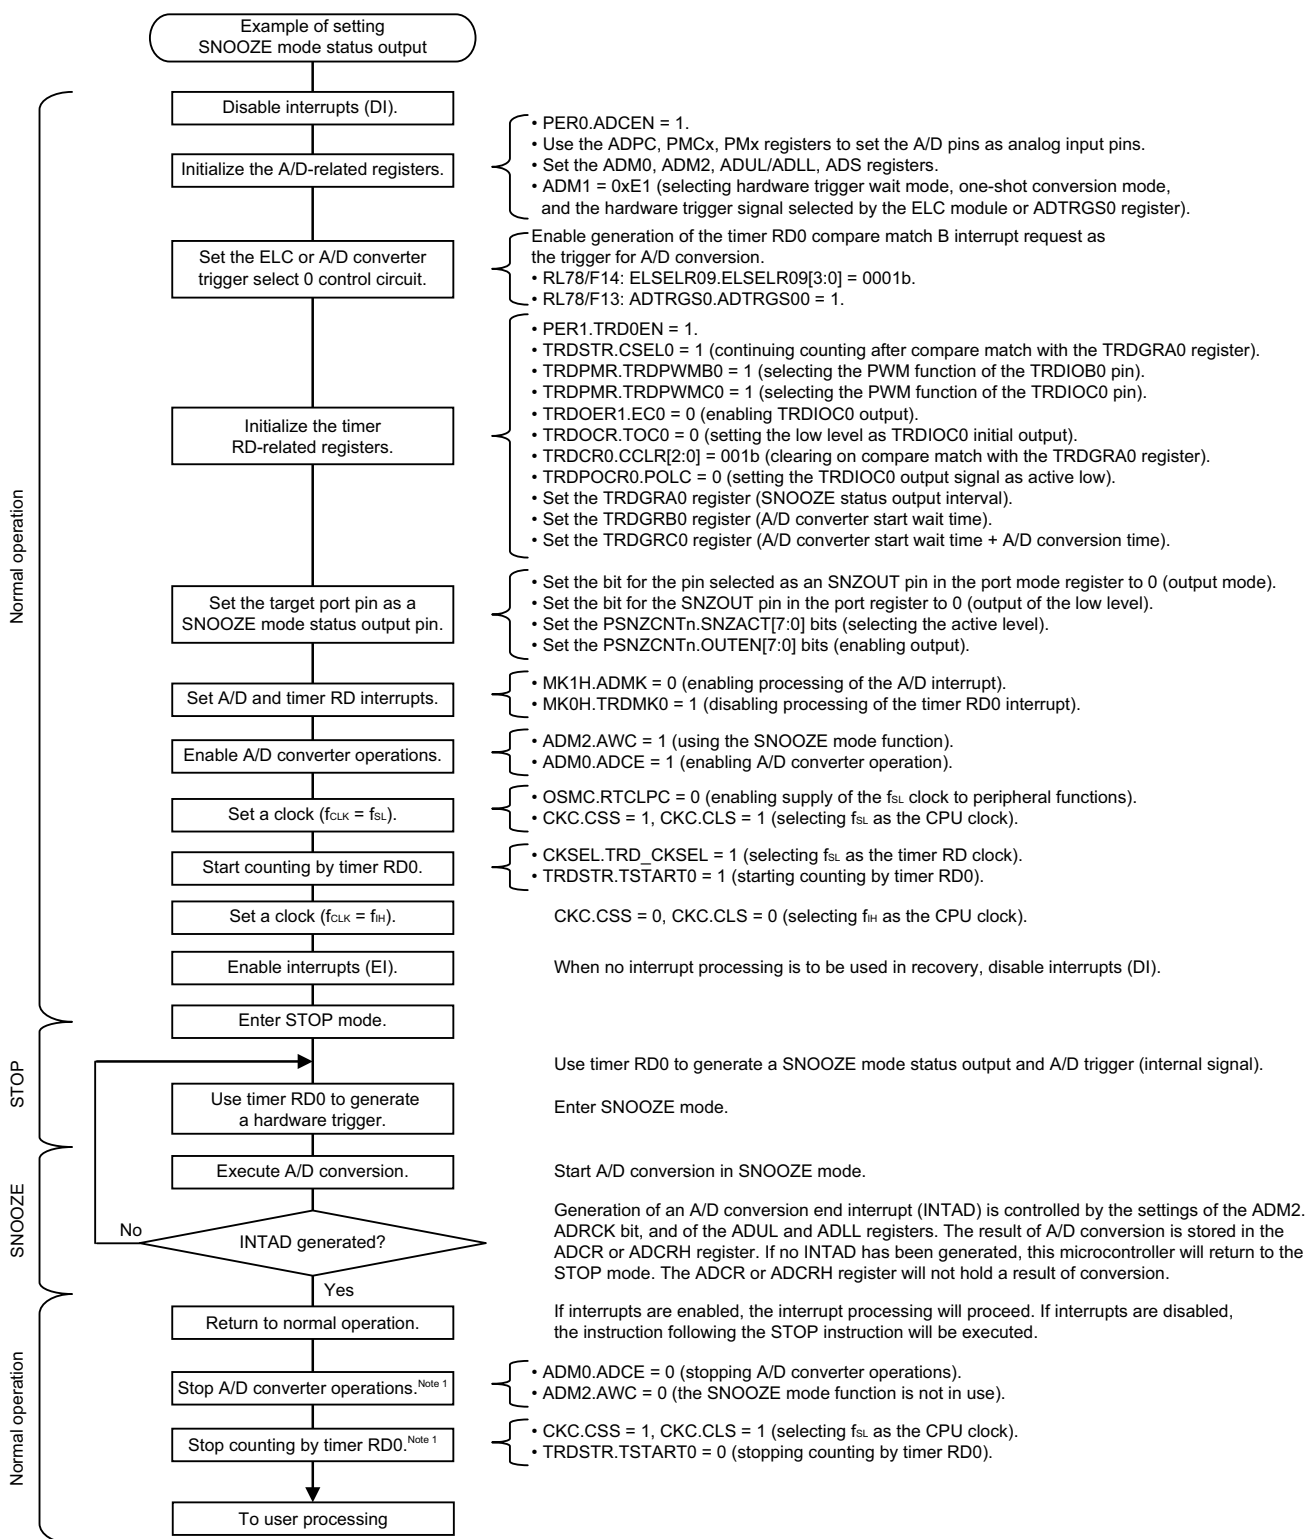 Example of setting
SNOOZE mode status output
Normal operation
Disable interrupts (DI).
Initialize the A/D-related registers.
• PER0.ADCEN = 1.
• Use the ADPC, PMCx, PMx registers to set the A/D pins as analog input pins.
• Set the ADM0, ADM2, ADUL/ADLL, ADS registers.
• ADM1 = 0xE1 (selecting hardware trigger wait mode, one-shot conversion mode,
and the hardware trigger signal selected by the ELC module or ADTRGS0 register).
Set the ELC or A/D converter
trigger select 0 control circuit.
Enable generation of the timer RD0 compare match B interrupt request as
the trigger for A/D conversion.
• RL78/F14: ELSELR09.ELSELR09[3:0] = 0001b.
• RL78/F13: ADTRGS0.ADTRGS00 = 1.
Initialize the timer
RD-related registers.
• PER1.TRD0EN = 1.
• TRDSTR.CSEL0 = 1 (continuing counting after compare match with the TRDGRA0 register).
• TRDPMR.TRDPWMB0 = 1 (selecting the PWM function of the TRDIOB0 pin).
• TRDPMR.TRDPWMC0 = 1 (selecting the PWM function of the TRDIOC0 pin).
• TRDOER1.EC0 = 0 (enabling TRDIOC0 output).
• TRDOCR.TOC0 = 0 (setting the low level as TRDIOC0 initial output).
• TRDCR0.CCLR[2:0] = 001b (clearing on compare match with the TRDGRA0 register).
• TRDPOCR0.POLC = 0 (setting the TRDIOC0 output signal as active low).
• Set the TRDGRA0 register (SNOOZE status output interval).
• Set the TRDGRB0 register (A/D converter start wait time).
• Set the TRDGRC0 register (A/D converter start wait time + A/D conversion time).
Set the target port pin as a
SNOOZE mode status output pin.
• Set the bit for the pin selected as an SNZOUT pin in the port mode register to 0 (output mode).
• Set the bit for the SNZOUT pin in the port register to 0 (output of the low level).
• Set the PSNZCNTn.SNZACT[7:0] bits (selecting the active level).
• Set the PSNZCNTn.OUTEN[7:0] bits (enabling output).
Set A/D and timer RD interrupts.
• MK1H.ADMK = 0 (enabling processing of the A/D interrupt).
• MK0H.TRDMK0 = 1 (disabling processing of the timer RD0 interrupt).
Enable A/D converter operations.
• ADM2.AWC = 1 (using the SNOOZE mode function).
• ADM0.ADCE = 1 (enabling A/D converter operation).
Set a clock (fCLK = fSL).
• OSMC.RTCLPC = 0 (enabling supply of the fSL clock to peripheral functions).
• CKC.CSS = 1, CKC.CLS = 1 (selecting fSL as the CPU clock).
Start counting by timer RD0.
• CKSEL.TRD_CKSEL = 1 (selecting fSL as the timer RD clock).
• TRDSTR.TSTART0 = 1 (starting counting by timer RD0).
Set a clock (fCLK = fIH).
CKC.CSS = 0, CKC.CLS = 0 (selecting fIH as the CPU clock).
Enable interrupts (EI).
When no interrupt processing is to be used in recovery, disable interrupts (DI).
Enter STOP mode.
STOP
Use timer RD0 to generate a SNOOZE mode status output and A/D trigger (internal signal).
Use timer RD0 to generate
a hardware trigger.
Enter SNOOZE mode.
SNOOZE
Execute A/D conversion.
Start A/D conversion in SNOOZE mode.
No
INTAD generated?
Generation of an A/D conversion end interrupt (INTAD) is controlled by the settings of the ADM2.
ADRCK bit, and of the ADUL and ADLL registers. The result of A/D conversion is stored in the
ADCR or ADCRH register. If no INTAD has been generated, this microcontroller will return to the
STOP mode. The ADCR or ADCRH register will not hold a result of conversion.
Yes
Normal operation
Return to normal operation.
If interrupts are enabled, the interrupt processing will proceed. If interrupts are disabled,
the instruction following the STOP instruction will be executed.
Stop A/D converter operations.Note 1
• ADM0.ADCE = 0 (stopping A/D converter operations).
• ADM2.AWC = 0 (the SNOOZE mode function is not in use).
Stop counting by timer RD0.Note 1
• CKC.CSS = 1, CKC.CLS = 1 (selecting fSL as the CPU clock).
• TRDSTR.TSTART0 = 0 (stopping counting by timer RD0).
To user processing